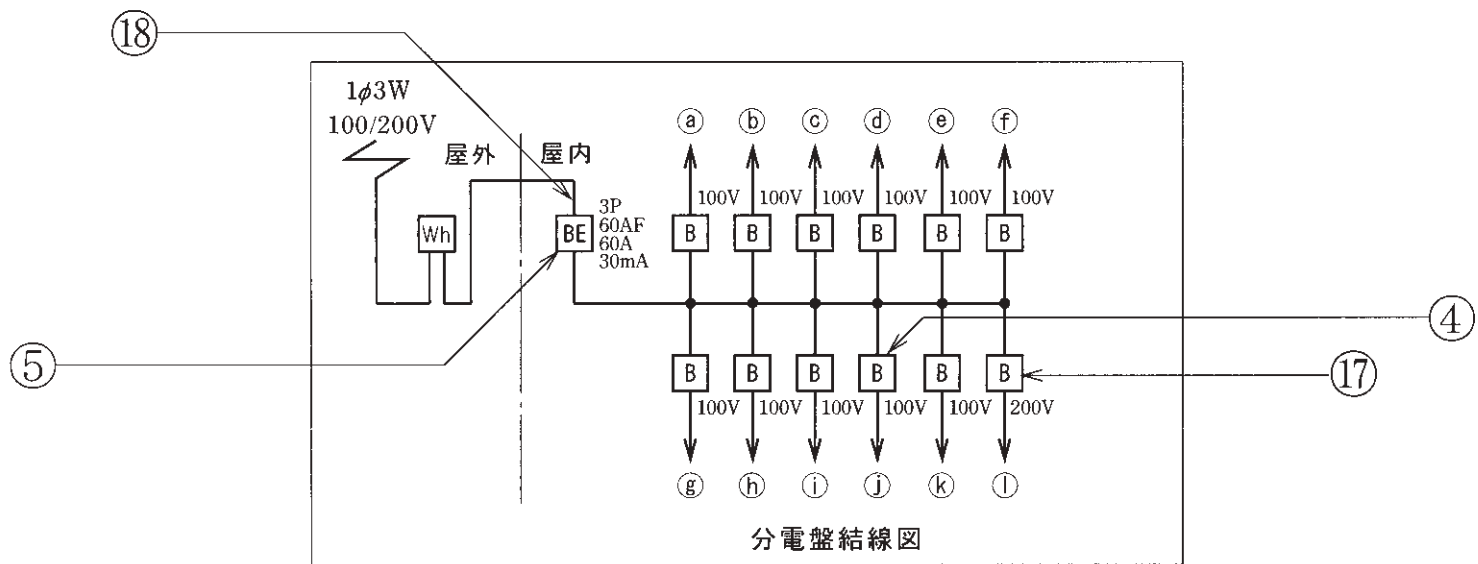 ⑱
1φ3W
100/200V
屋外
屋内
ⓐ ⓑ ⓒ ⓓ ⓔ ⓕ
100V 100V 100V 100V 100V 100V
Wh
BE
3P
60AF
60A
30mA
B B B B B B
④
⑤
B B B B B B
⑰
100V 100V 100V 100V 100V 200V
ⓖ ⓗ ⓘ ⓙ ⓚ ⓛ
分電盤結線図